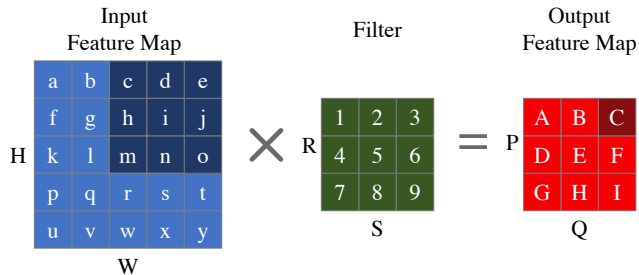 Input
Feature Map
Filter
Output
Feature Map
a b c d e
f g h i j
k l m n o
p q r s t
u v w x y
H
W
×
1 2 3
4 5 6
7 8 9
R
S
=
A B C
D E F
G H I
P
Q